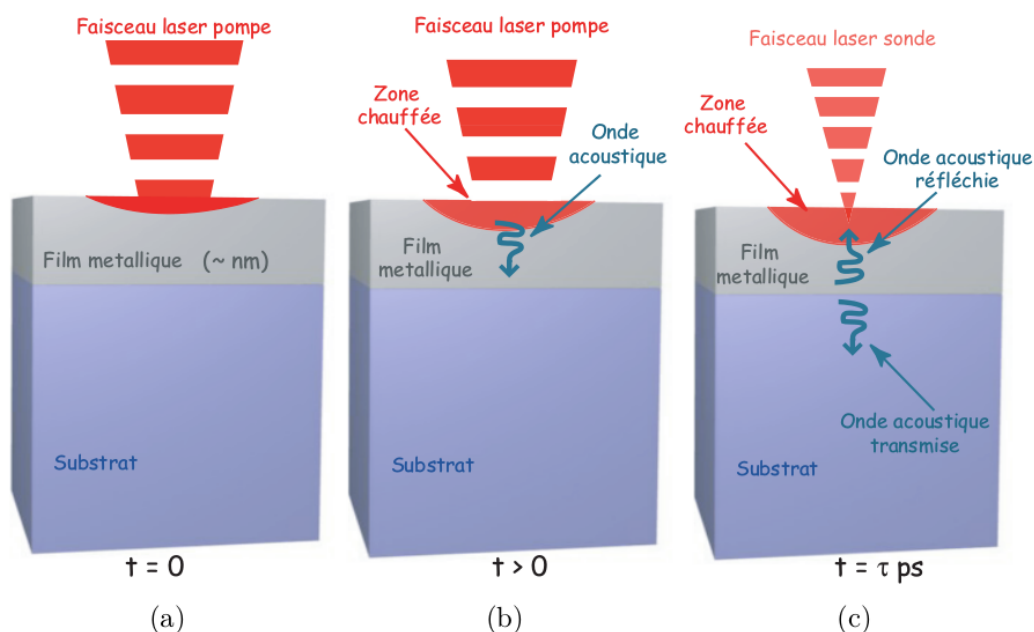 Faisceau laser pompe
Film metallique (~ nm)
Substrat
t = 0
(a)
Faisceau laser pompe
Zone
chauffée
Onde
acoustique
Film
metallique
Substrat
t > 0
(b)
Faisceau laser sonde
Zone
chauffée
Onde acoustique
réfléchie
Film
metallique
Onde acoustique
transmise
Substrat
t = τ ps
(c)